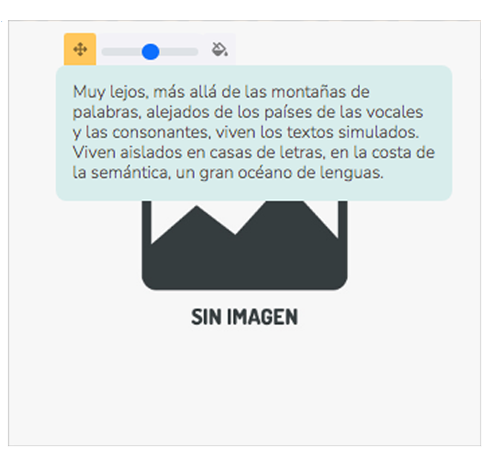 Muy lejos, más allá de las montañas de
palabras, alejados de los países de las vocales
y las consonantes, viven los textos simulados.
Viven aislados en casas de letras, en la costa de
la semántica, un gran océano de lenguas.
SIN IMAGEN